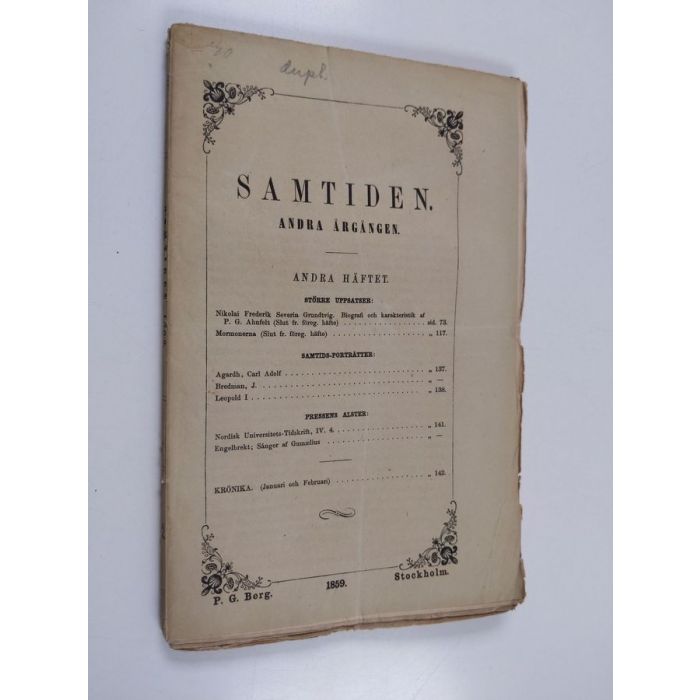 dupl.
SAMTIDEN.
ANDRA ÅRGÅNGEN.
ANDRA HÄFTET.
STÖRRE UPPSATSER:
Nikolai Frederik Severin Grundtvig. Biografi och karakteristik af
P. G. Ahnfelt (Slut fr. föreg. häfte) . . . . . . . . . . . . . . . sid. 73.
Mormonerna (Slut fr. föreg. häfte) . . . . . . . . . . . . . . . „ 117.
SAMTIDS-PORTRÄTTER:
Agardh, Carl Adolf . . . . . . . . . . . . . . . . . . . . „ 137.
Bredman, J. . . . . . . . . . . . . . . . . . . . . . . . „ —
Leopold I . . . . . . . . . . . . . . . . . . . . . . . . „ 138.
PRESSENS ALSTER:
Nordisk Universitets-Tidskrift, IV. 4. . . . . . . . . . . . . . „ 141.
Engelbrekt; Sånger af Gumælius . . . . . . . . . . . . . . „ —
KRÖNIKA. (Januari och Februari) . . . . . . . . . . . . . . „ 142.
P. G. Berg. 1859. Stockholm.